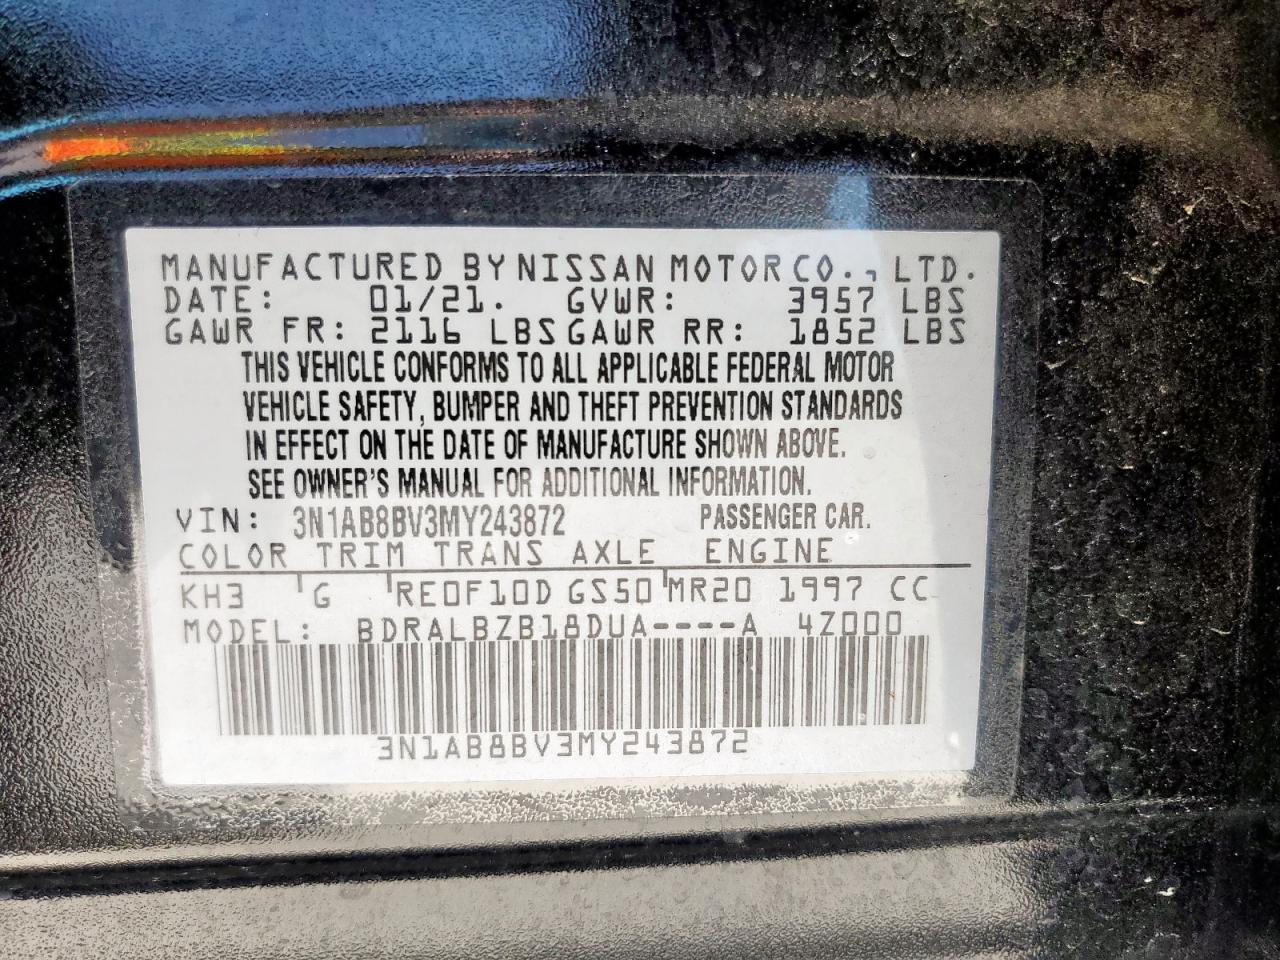 MANUFACTURED BY NISSAN MOTOR CO., LTD.
DATE: 01/21. GVWR: 3957 LBS
GAWR FR: 2116 LBS GAWR RR: 1852 LBS
THIS VEHICLE CONFORMS TO ALL APPLICABLE FEDERAL MOTOR
VEHICLE SAFETY, BUMPER AND THEFT PREVENTION STANDARDS
IN EFFECT ON THE DATE OF MANUFACTURE SHOWN ABOVE.
SEE OWNER'S MANUAL FOR ADDITIONAL INFORMATION.
VIN: 3N1AB8BV3MY243872 PASSENGER CAR.
COLOR TRIM TRANS AXLE ENGINE
KH3 G RE0F10D GS50 MR20 1997 CC
MODEL: BDRALBZB18DUA----A 4Z000
3N1AB8BV3MY243872